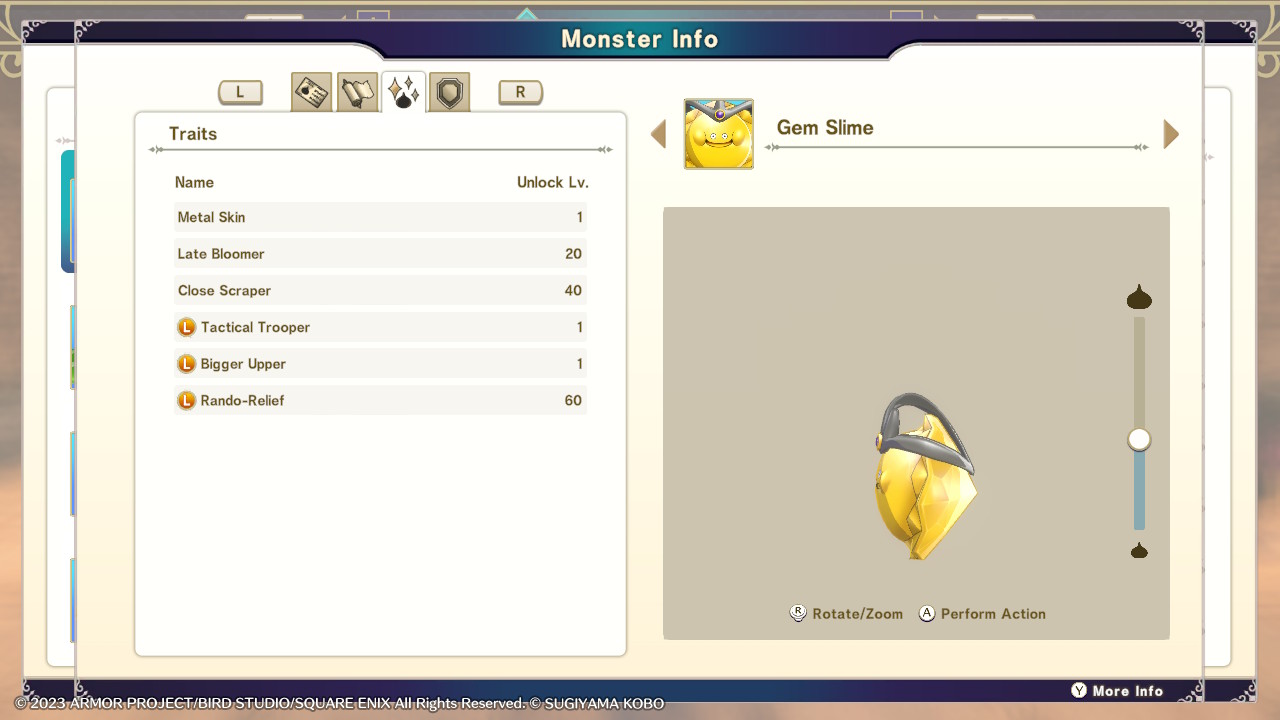 Monster Info
L
R
Traits
Name Unlock Lv.
Metal Skin 1
Late Bloomer 20
Close Scraper 40
L Tactical Trooper 1
L Bigger Upper 1
L Rando-Relief 60
Gem Slime
R Rotate/Zoom A Perform Action
Y More Info
© 2023 ARMOR PROJECT/BIRD STUDIO/SQUARE ENIX All Rights Reserved. © SUGIYAMA KOBO